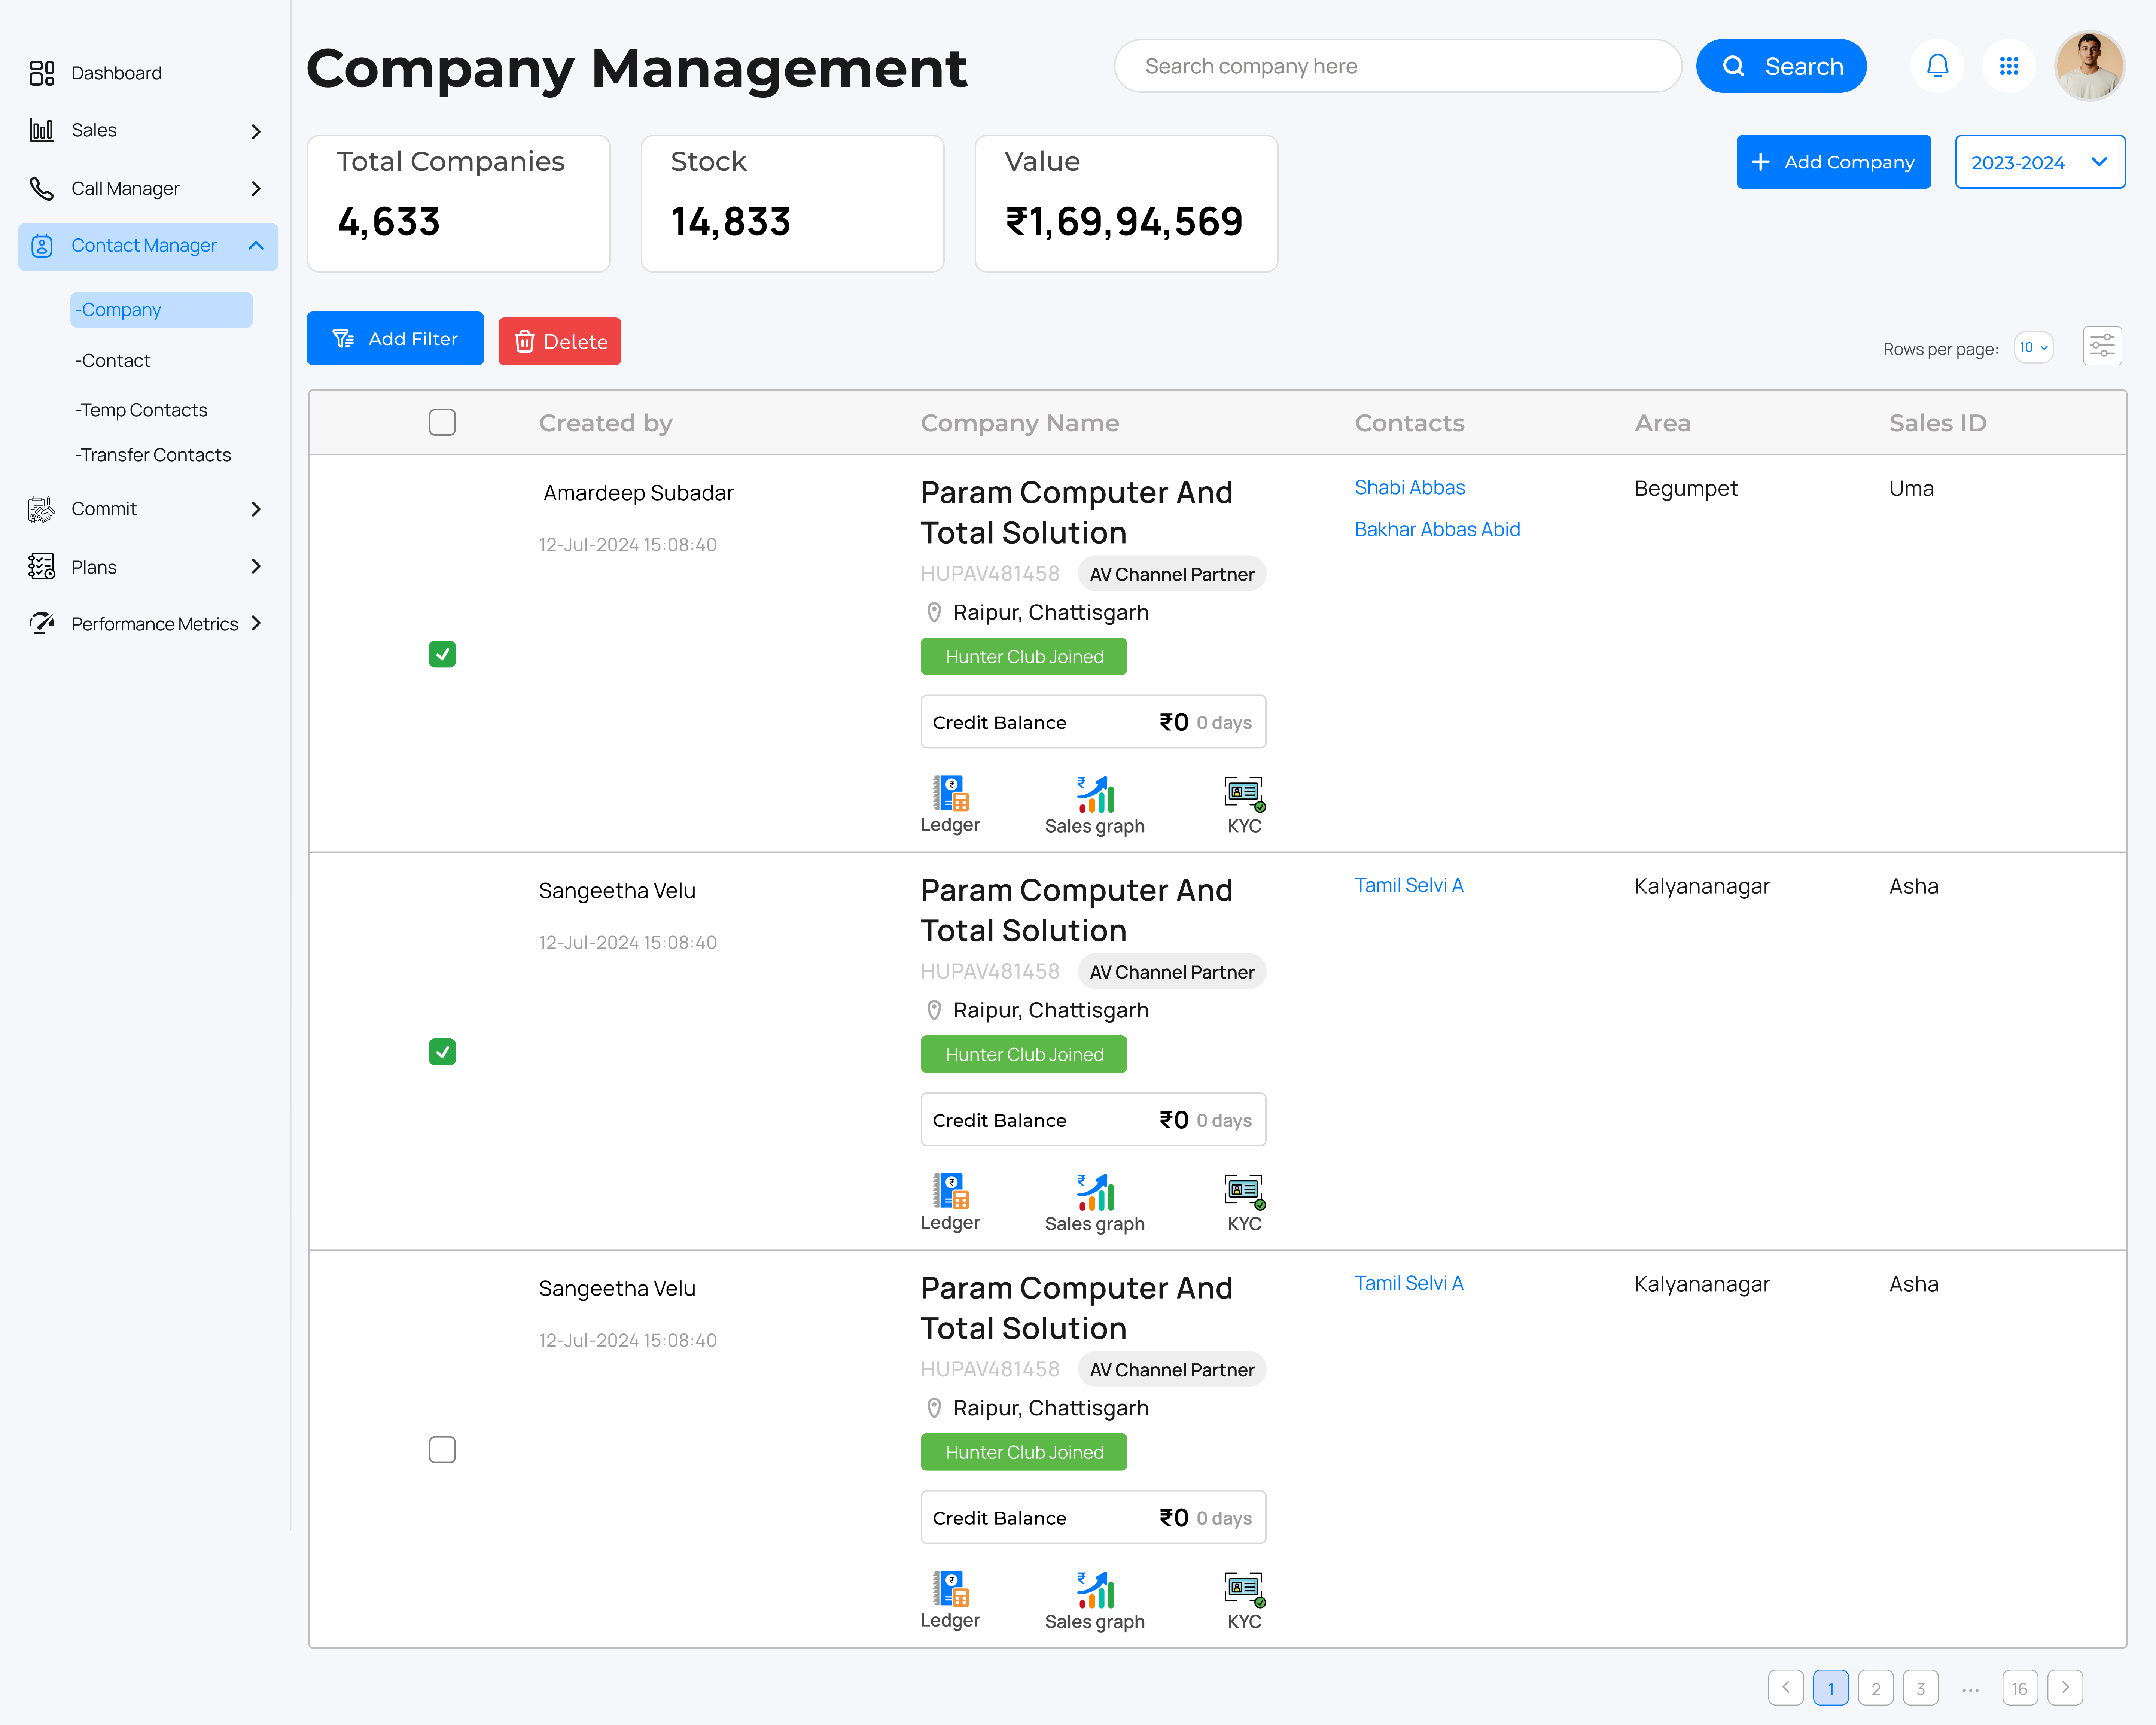 Dashboard
Sales
Call Manager
Contact Manager
-Company
-Contact
-Temp Contacts
-Transfer Contacts
Commit
Plans
Performance Metrics
Company Management
Search company here
Search
Total Companies
4,633
Stock
14,833
Value
₹1,69,94,569
Add Company
2023-2024
Add Filter
Delete
Rows per page:
10
Created by
Company Name
Contacts
Area
Sales ID
Amardeep Subadar
12-Jul-2024 15:08:40
Param Computer And
Total Solution
HUPAV481458
AV Channel Partner
Raipur, Chattisgarh
Hunter Club Joined
Credit Balance
₹0 0 days
Ledger
Sales graph
KYC
Shabi Abbas
Bakhar Abbas Abid
Begumpet
Uma
Sangeetha Velu
12-Jul-2024 15:08:40
Param Computer And
Total Solution
HUPAV481458
AV Channel Partner
Raipur, Chattisgarh
Hunter Club Joined
Credit Balance
₹0 0 days
Ledger
Sales graph
KYC
Tamil Selvi A
Kalyananagar
Asha
Sangeetha Velu
12-Jul-2024 15:08:40
Param Computer And
Total Solution
HUPAV481458
AV Channel Partner
Raipur, Chattisgarh
Hunter Club Joined
Credit Balance
₹0 0 days
Ledger
Sales graph
KYC
Tamil Selvi A
Kalyananagar
Asha
1 2 3 ... 16